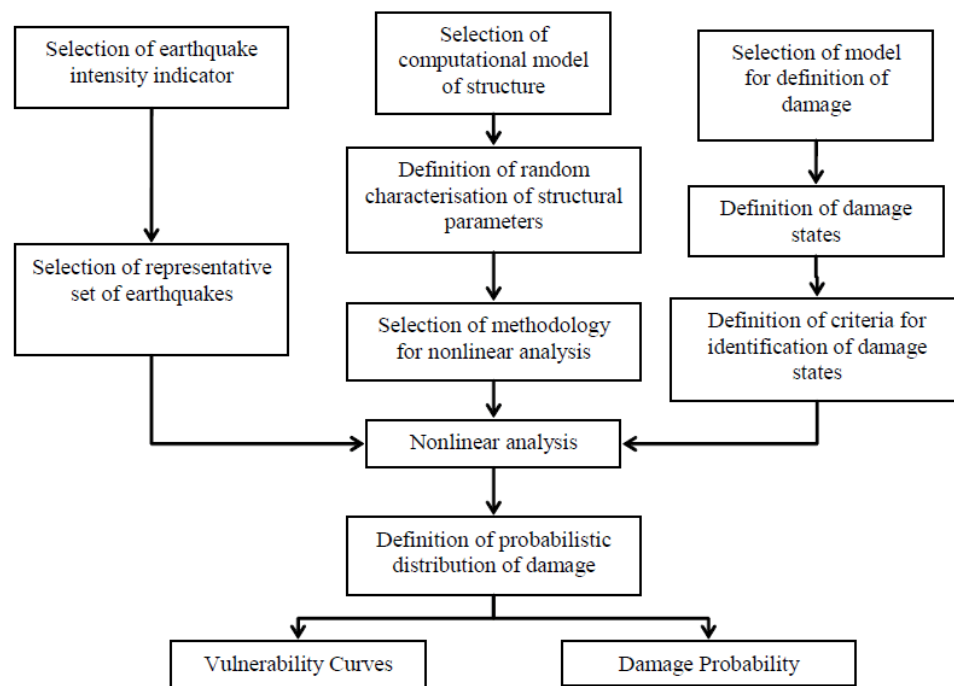 Selection of earthquake
intensity indicator
Selection of
computational model
of structure
Selection of model
for definition of
damage
Definition of random
characterisation of structural
parameters
Definition of damage
states
Selection of representative
set of earthquakes
Selection of methodology
for nonlinear analysis
Definition of criteria for
identification of damage
states
Nonlinear analysis
Definition of probabilistic
distribution of damage
Vulnerability Curves
Damage Probability